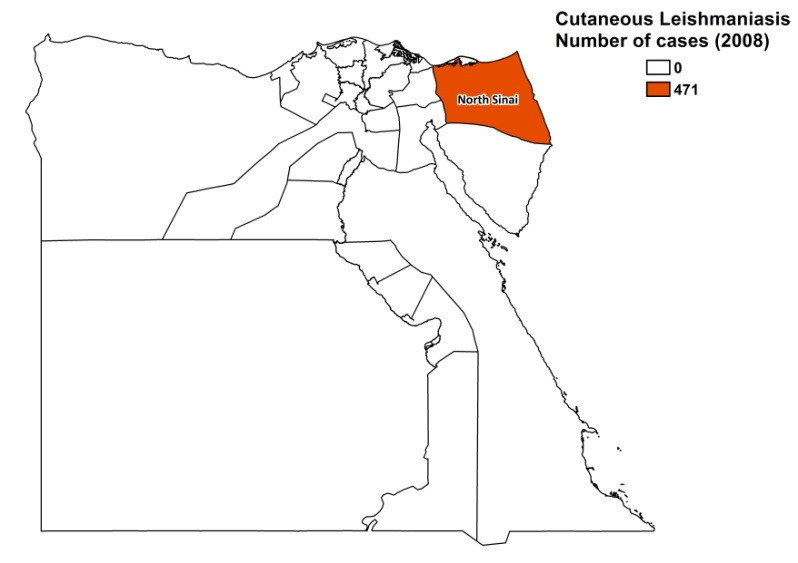 Cutaneous Leishmaniasis
Number of cases (2008)
0
471
North Sinai